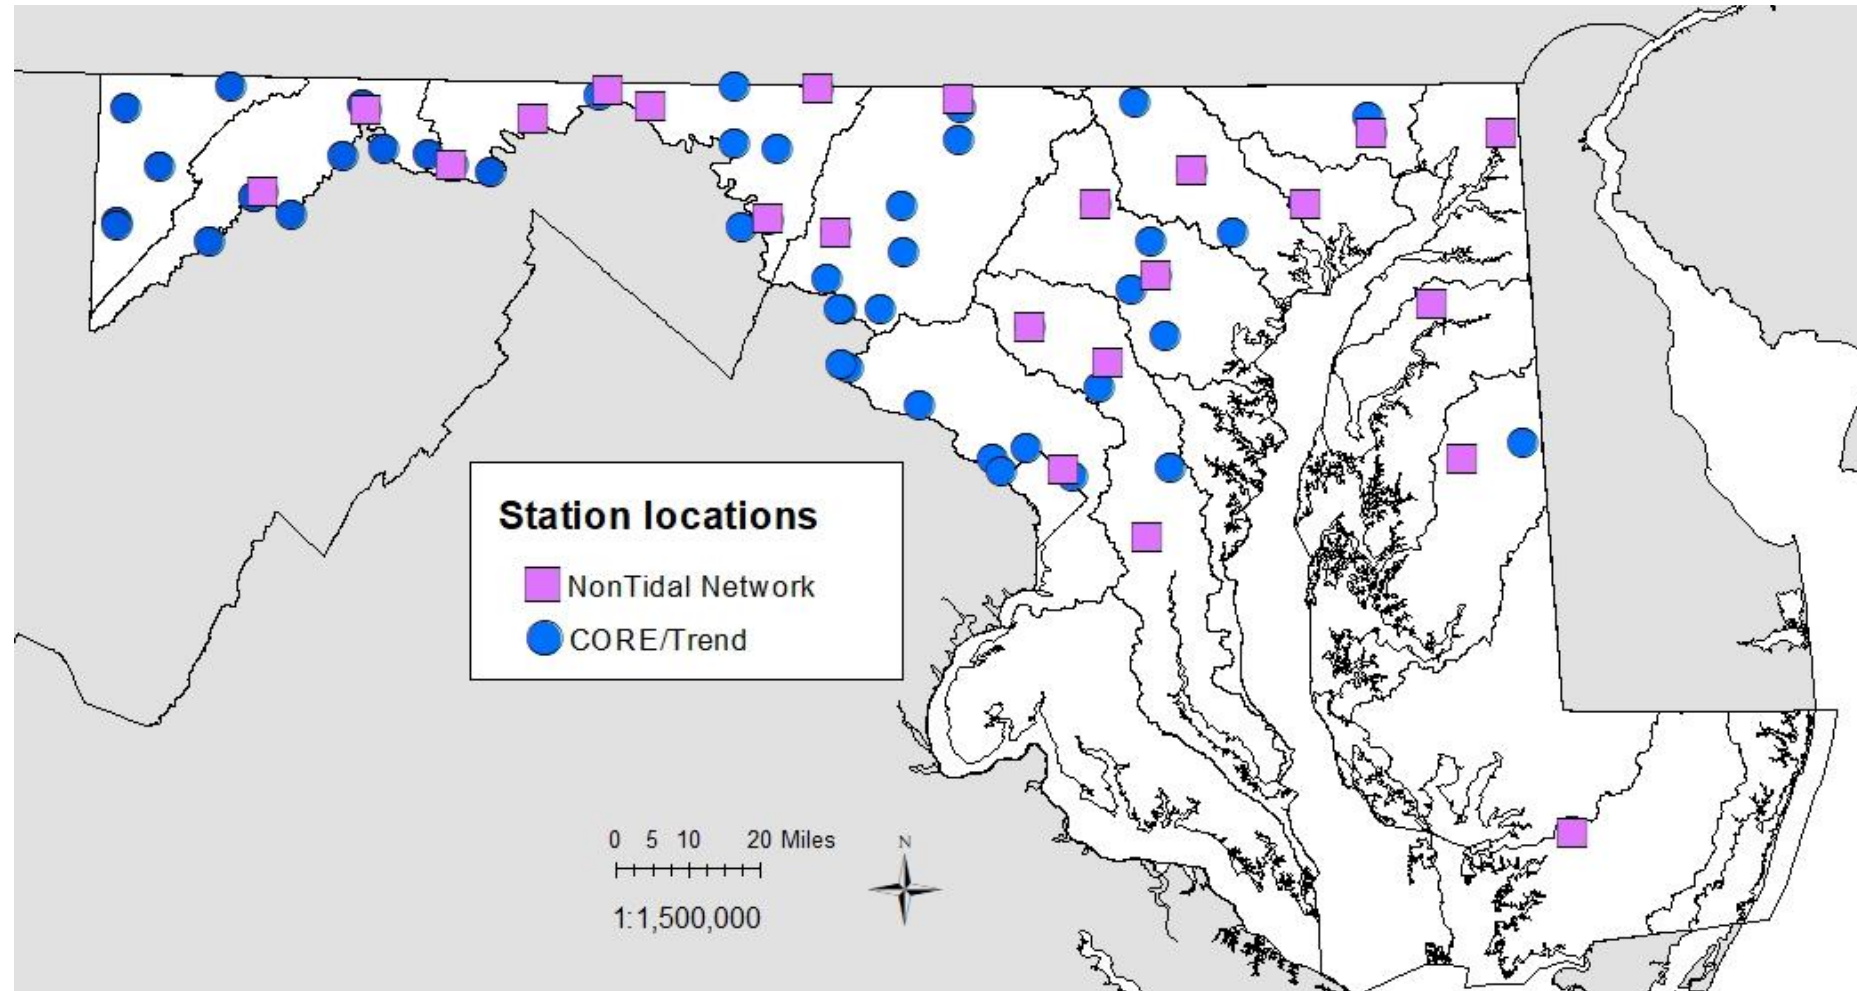 Station locations
NonTidal Network
CORE/Trend
0 5 10 20 Miles
1:1,500,000
N